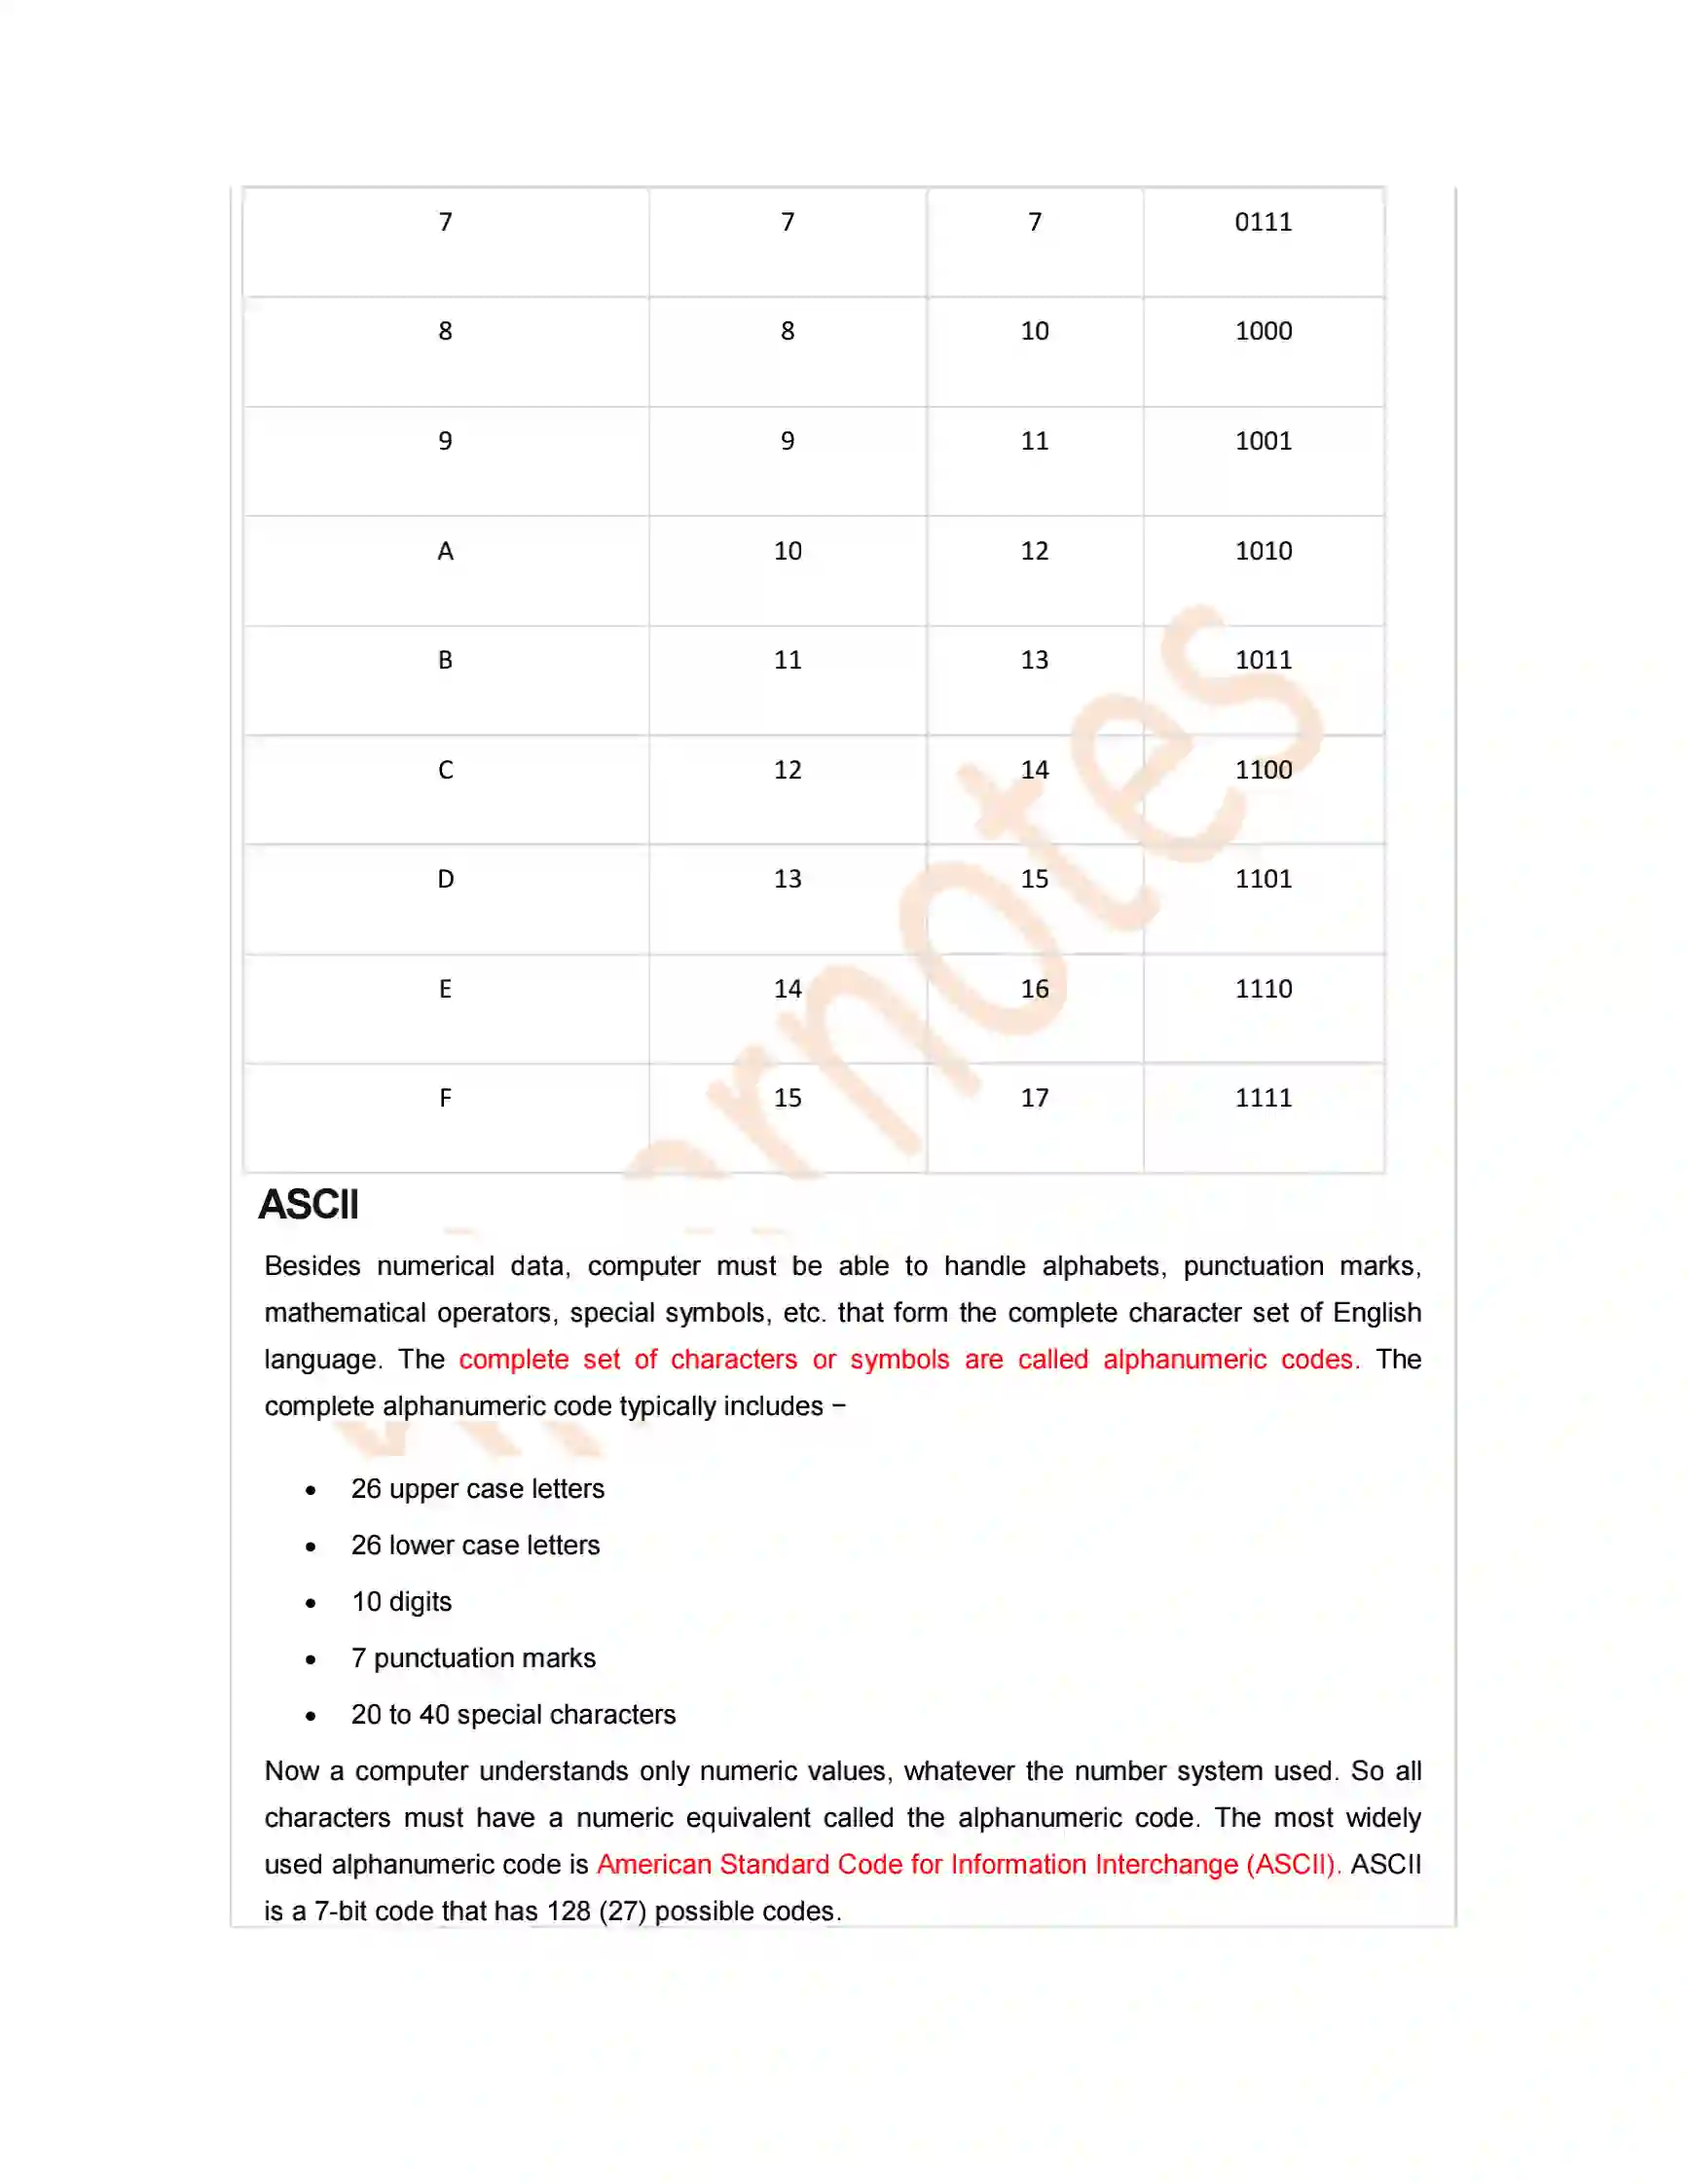 7 7 7 0111
8 8 10 1000
9 9 11 1001
A 10 12 1010
B 11 13 1011
C 12 14 1100
D 13 15 1101
E 14 16 1110
F 15 17 1111
ASCII
Besides numerical data, computer must be able to handle alphabets, punctuation marks,
mathematical operators, special symbols, etc. that form the complete character set of English
language. The complete set of characters or symbols are called alphanumeric codes. The
complete alphanumeric code typically includes −
• 26 upper case letters
• 26 lower case letters
• 10 digits
• 7 punctuation marks
• 20 to 40 special characters
Now a computer understands only numeric values, whatever the number system used. So all
characters must have a numeric equivalent called the alphanumeric code. The most widely
used alphanumeric code is American Standard Code for Information Interchange (ASCII). ASCII
is a 7-bit code that has 128 (27) possible codes.